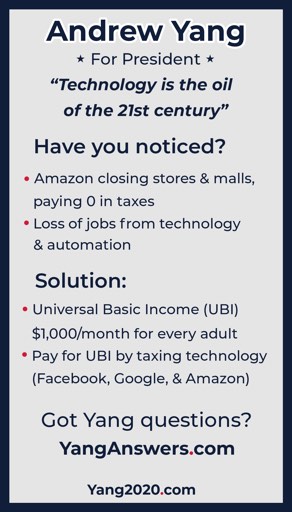 Andrew Yang
★ For President ★
“Technology is the oil
of the 21st century”
Have you noticed?
• Amazon closing stores & malls,
paying 0 in taxes
• Loss of jobs from technology
& automation
Solution:
• Universal Basic Income (UBI)
$1,000/month for every adult
• Pay for UBI by taxing technology
(Facebook, Google, & Amazon)
Got Yang questions?
YangAnswers.com
Yang2020.com